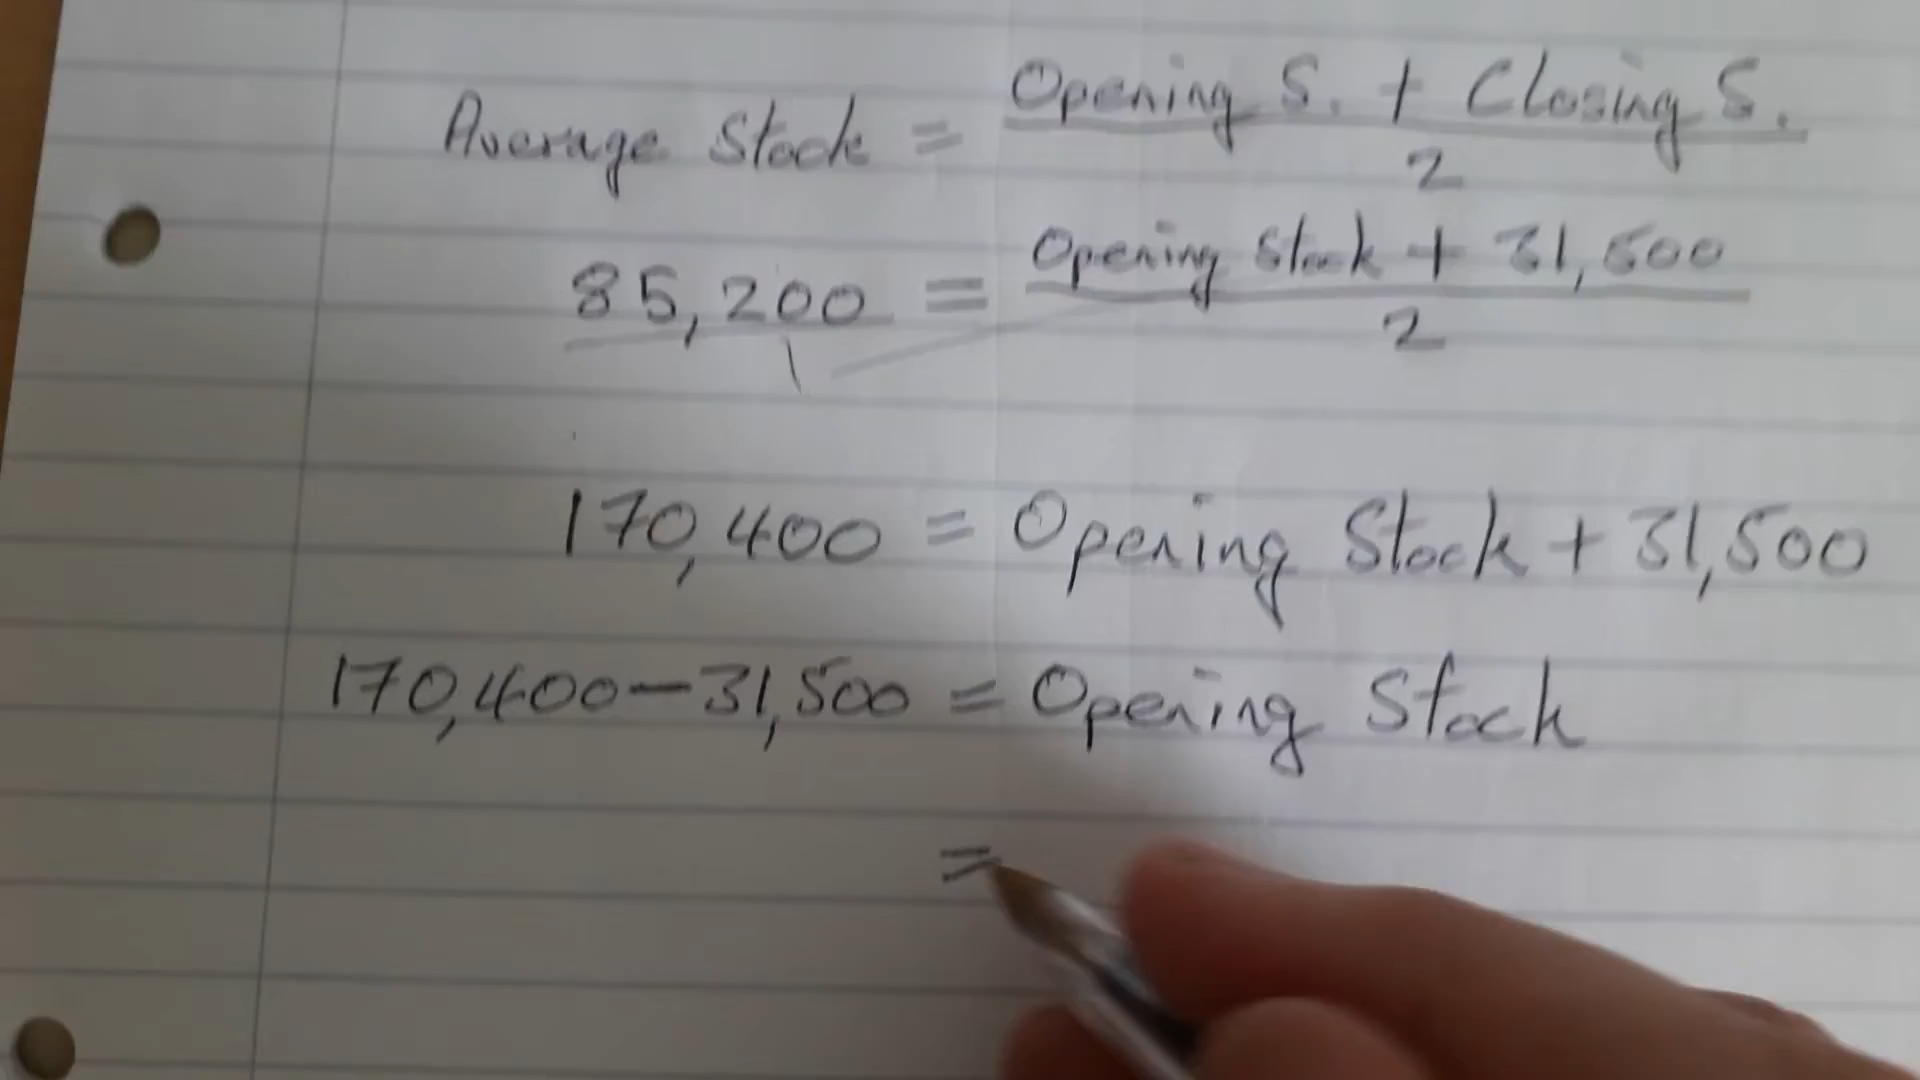 Average Stock = Opening S. + Closing S.
2
85,200 = Opening Stock + 31,500
2
170,400 = Opening Stock + 31,500
170,400 – 31,500 = Opening Stock
=